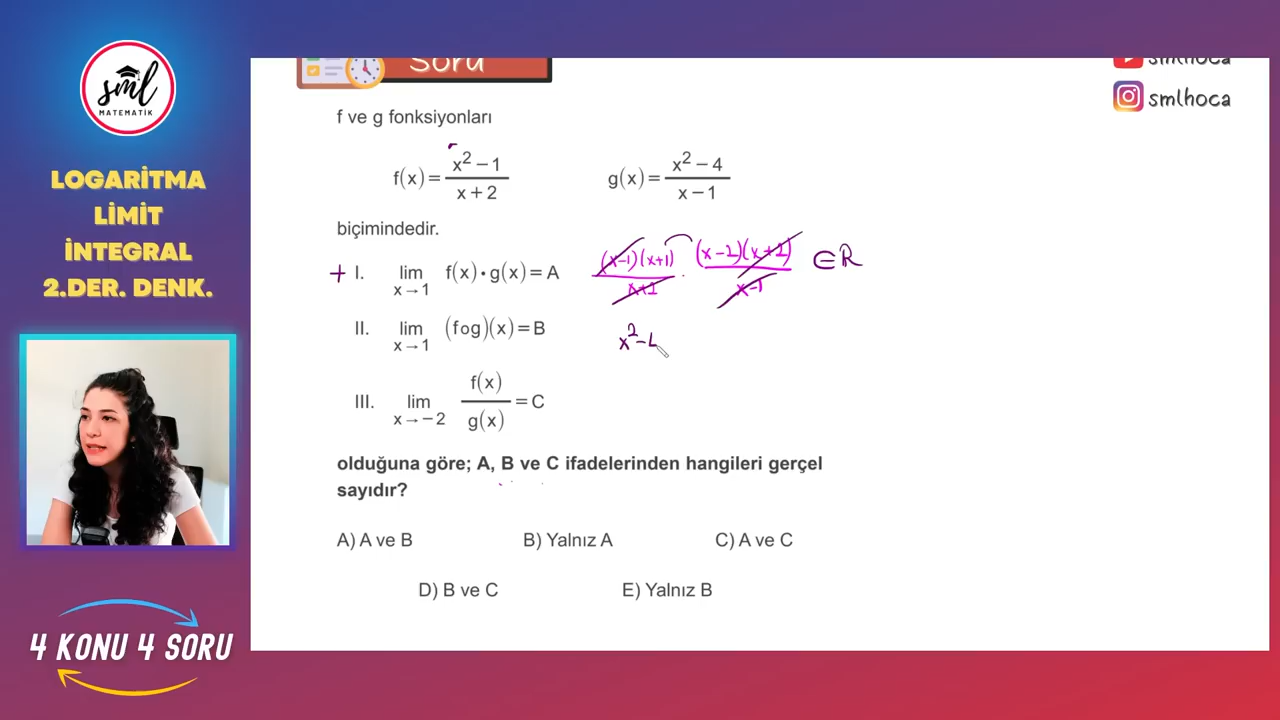 sml
MATEMATİK
LOGARİTMA
LİMİT
İNTEGRAL
2.DER. DENK.
4 KONU 4 SORU
Soru
smlhoca
smlhoca
f ve g fonksiyonları
f(x) = (x² − 1)/(x + 2) g(x) = (x² − 4)/(x − 1)
biçimindedir.
+ I. lim x→1 f(x)·g(x) = A (x-1)(x+1)/(x+2) · (x-2)(x+2)/(x-1) ∈ R
II. lim x→1 (fog)(x) = B x²-4
III. lim x→−2 f(x)/g(x) = C
olduğuna göre; A, B ve C ifadelerinden hangileri gerçel
sayıdır?
A) A ve B B) Yalnız A C) A ve C
D) B ve C E) Yalnız B